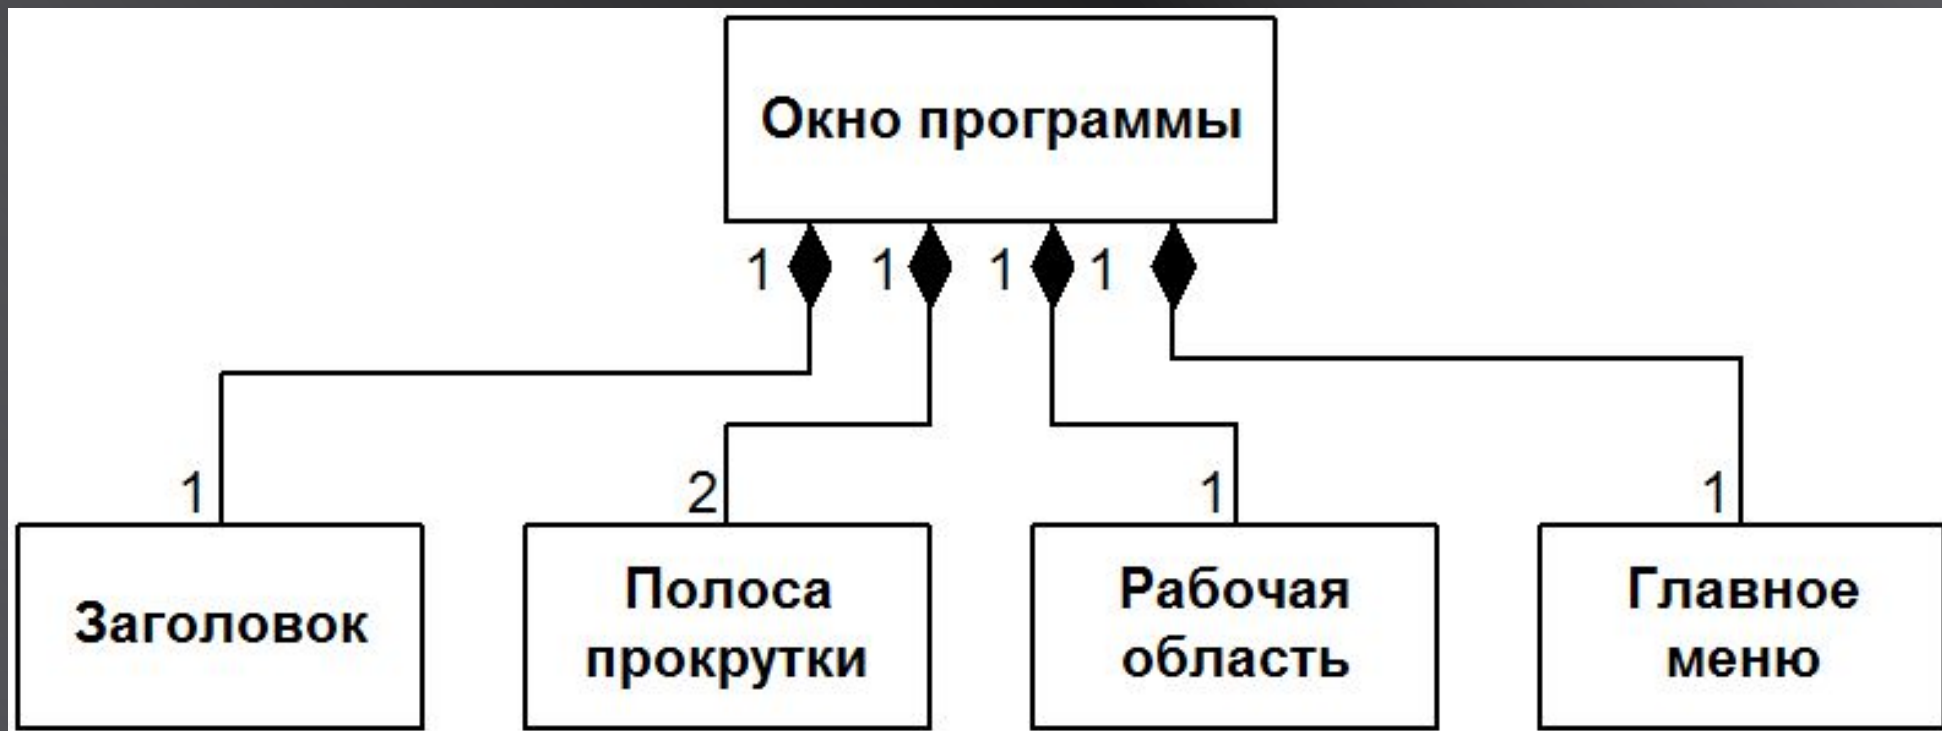 Окно программы
1 1 1 1
1 2 1 1
Заголовок
Полоса
прокрутки
Рабочая
область
Главное
меню